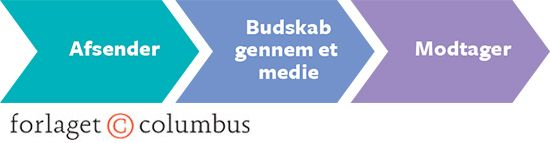 Afsender
Budskab
gennem et
medie
Modtager
forlaget © columbus